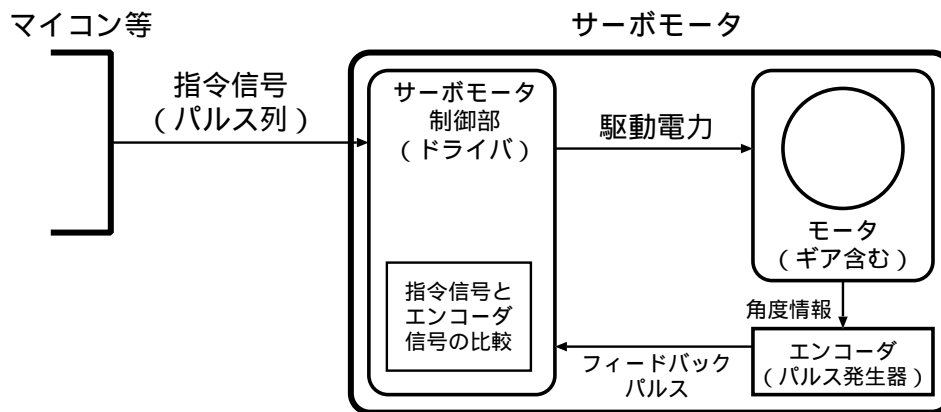 マイコン等
サーボモータ
指令信号
(パルス列)
サーボモータ
制御部
(ドライバ)
駆動電力
モータ
(ギア含む)
指令信号と
エンコーダ
信号の比較
角度情報
エンコーダ
(パルス発生器)
フィードバック
パルス